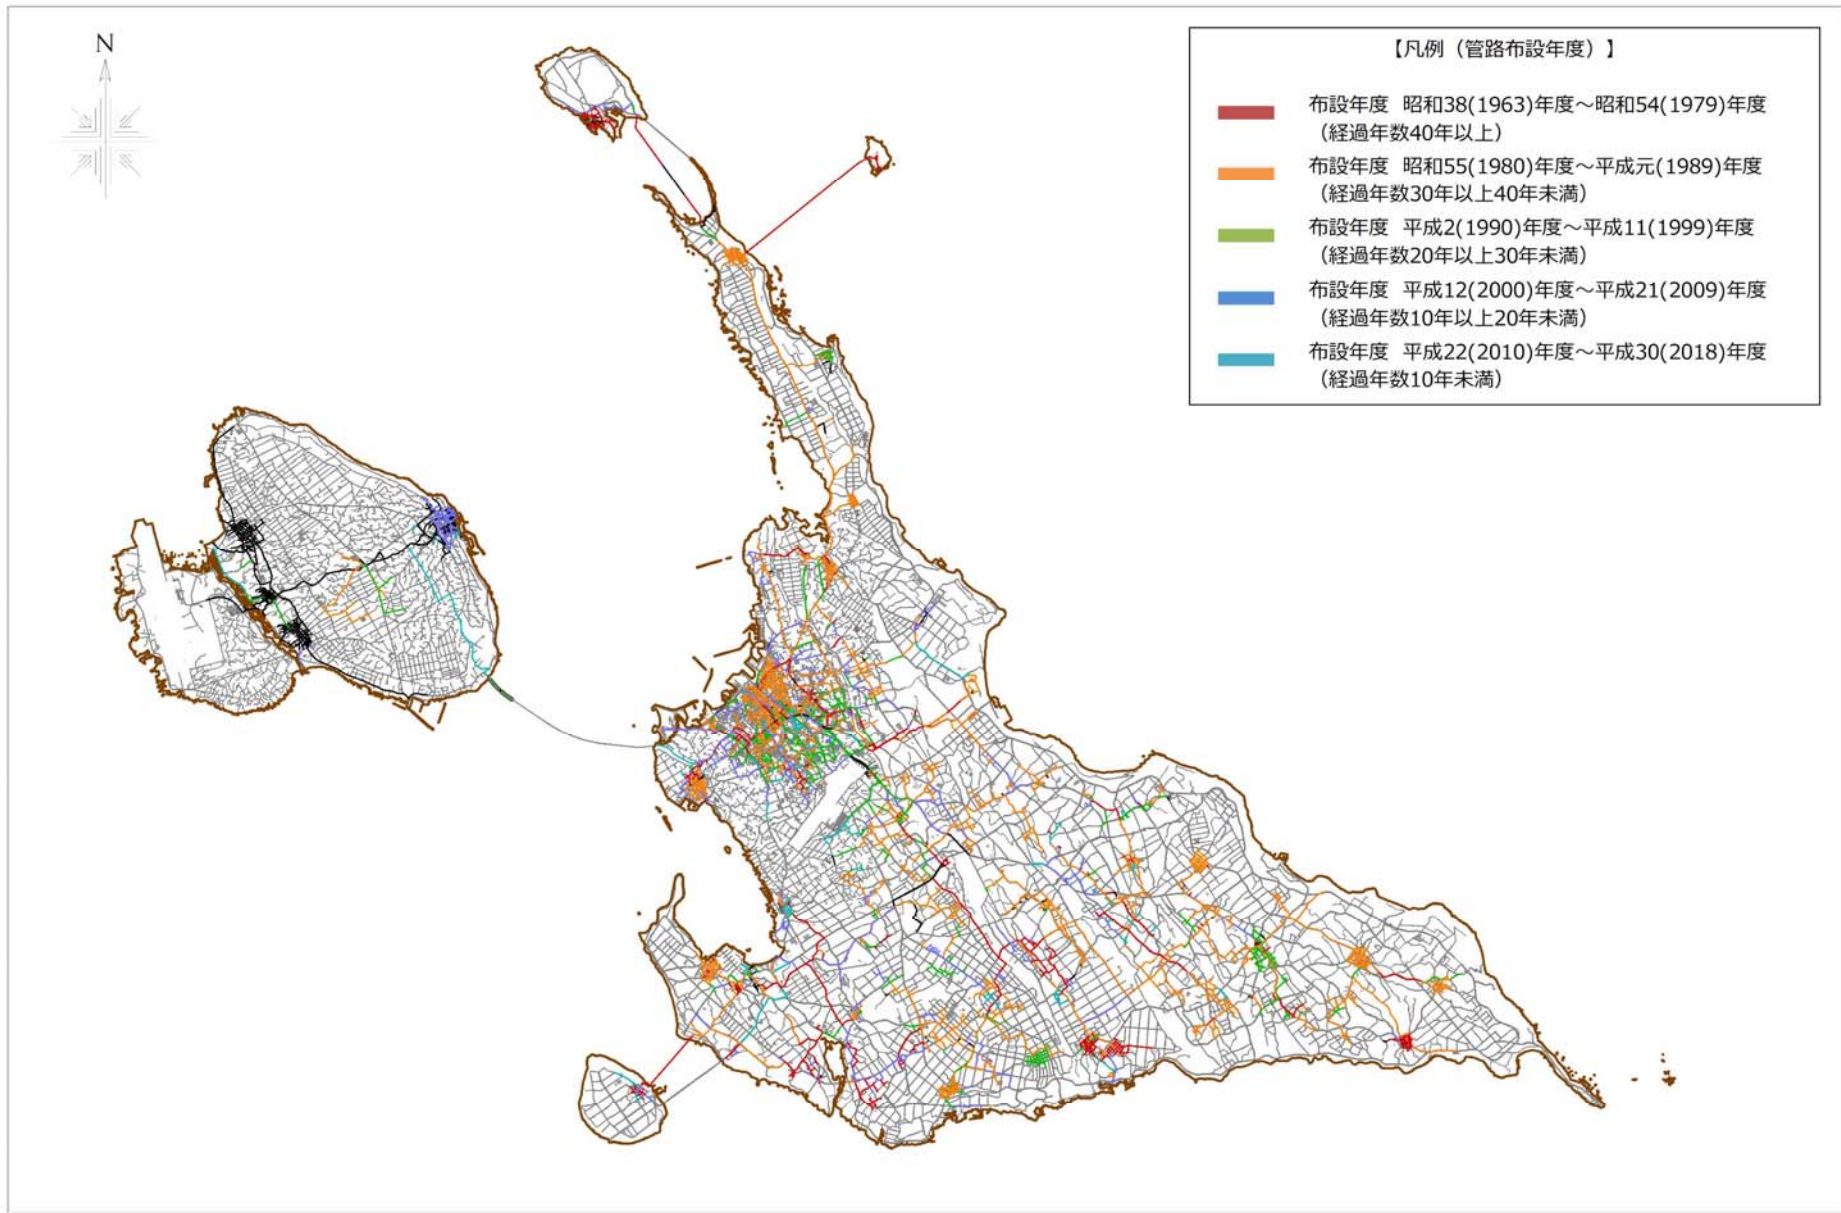 N
【凡例（管路布設年度）】
布設年度　昭和38(1963)年度～昭和54(1979)年度
（経過年数40年以上）
布設年度　昭和55(1980)年度～平成元(1989)年度
（経過年数30年以上40年未満）
布設年度　平成2(1990)年度～平成11(1999)年度
（経過年数20年以上30年未満）
布設年度　平成12(2000)年度～平成21(2009)年度
（経過年数10年以上20年未満）
布設年度　平成22(2010)年度～平成30(2018)年度
（経過年数10年未満）